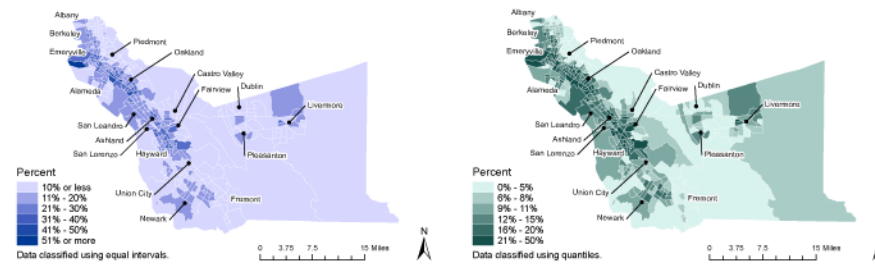 Albany
Berkeley
Emeryville
Piedmont
Oakland
Alameda
Castro Valley
Dublin
Fairview
Livermore
San Leandro
Ashland
San Lorenzo
Hayward
Pleasanton
Union City
Fremont
Newark
Percent
10% or less
11% - 20%
21% - 30%
31% - 40%
41% - 50%
51% or more
Data classified using equal intervals.
0 3.75 7.5 15 Miles
N
Albany
Berkeley
Emeryville
Piedmont
Oakland
Alameda
Castro Valley
Dublin
Fairview
Livermore
San Leandro
Ashland
San Lorenzo
Hayward
Pleasanton
Union City
Fremont
Newark
Percent
0% - 5%
6% - 8%
9% - 11%
12% - 15%
16% - 20%
21% - 50%
Data classified using quantiles.
0 3.75 7.5 15 Miles